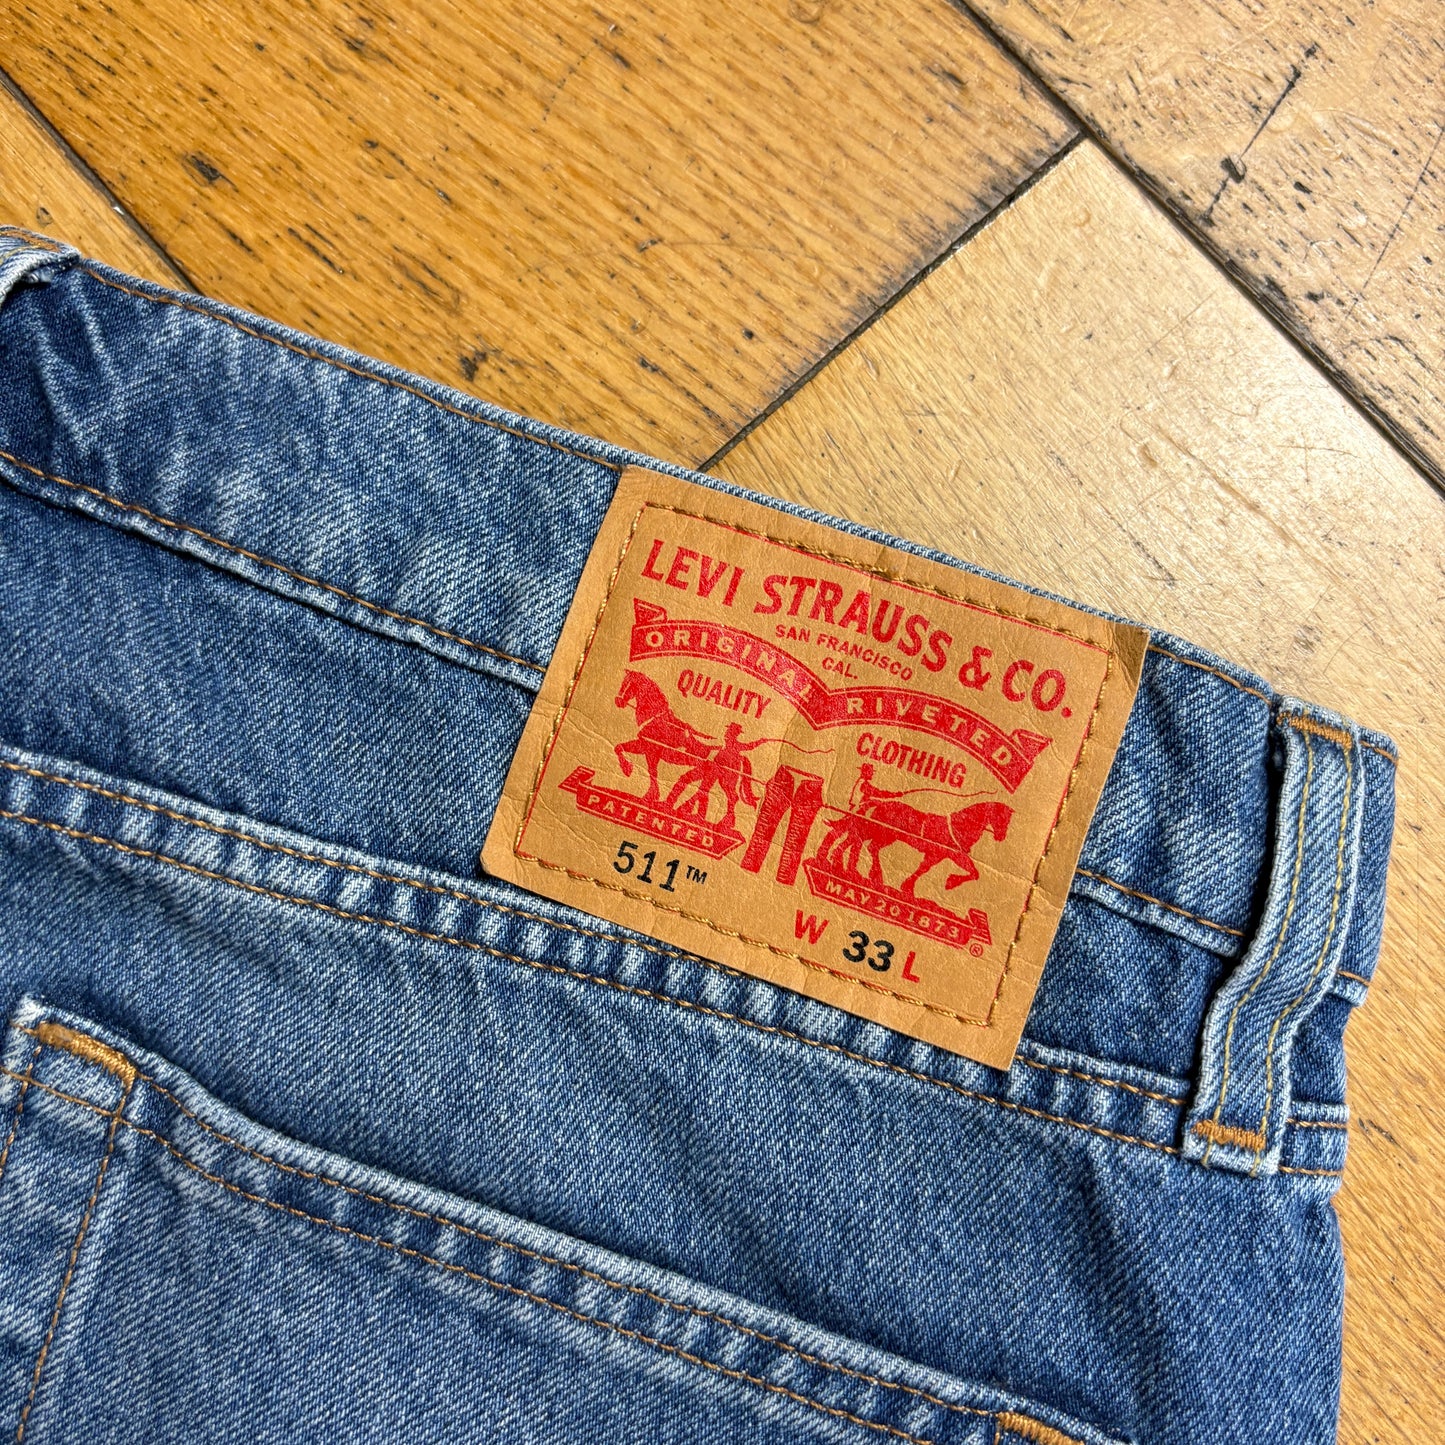 LEVI STRAUSS & CO.
SAN FRANCISCO
CAL.
ORIGINAL RIVETED
QUALITY CLOTHING
PATENTED
MAY 20 1873 ®
511™
W 33 L